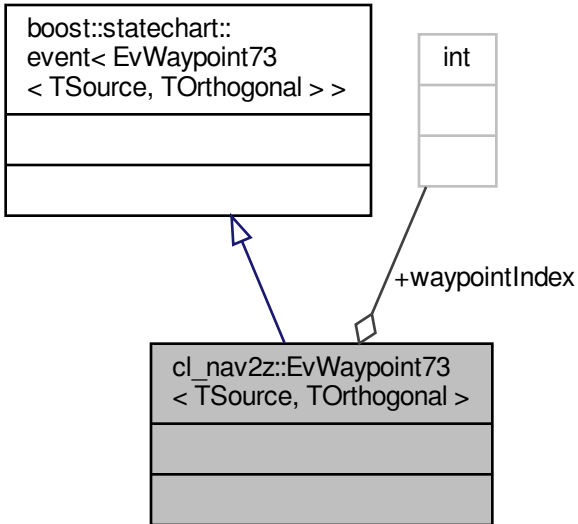 boost::statechart::
event< EvWaypoint73
< TSource, TOrthogonal > >
int
+waypointIndex
cl_nav2z::EvWaypoint73
< TSource, TOrthogonal >